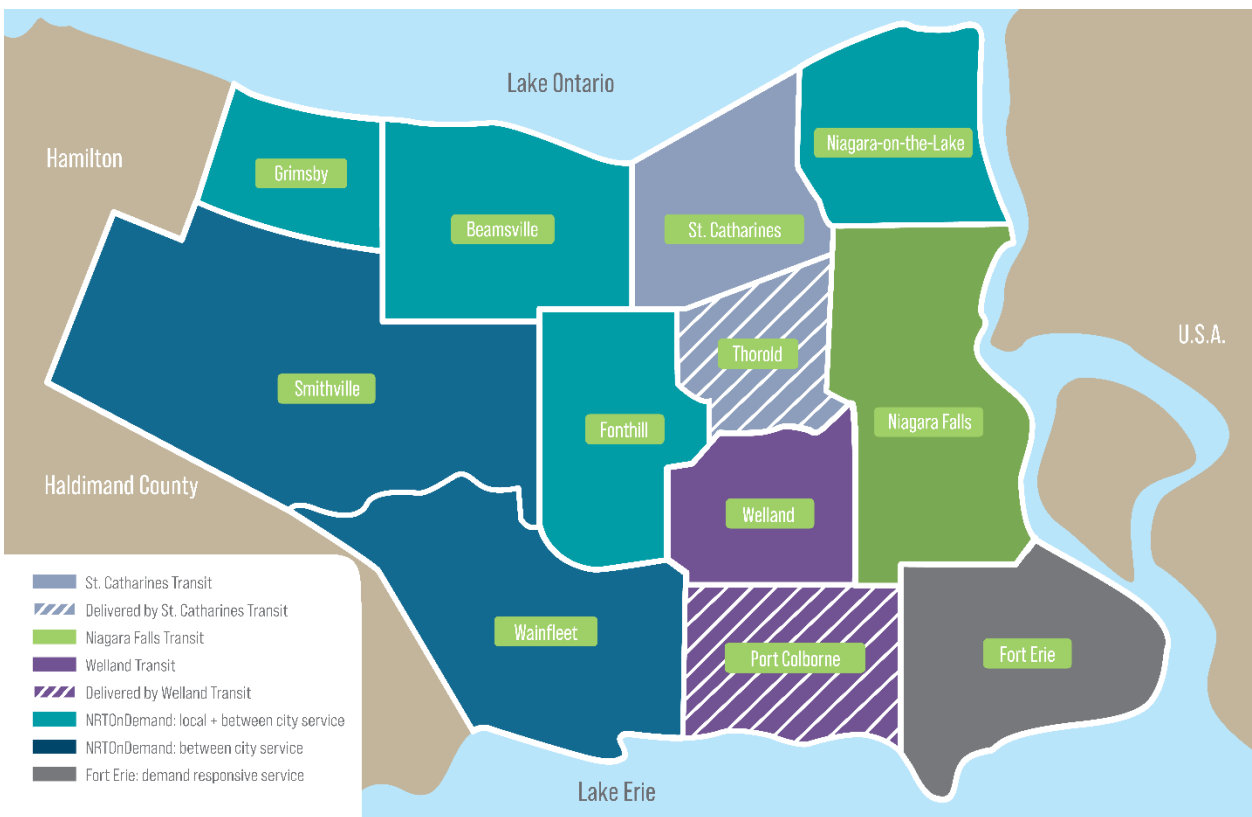 Lake Ontario
Hamilton
Grimsby
Beamsville
St. Catharines
Niagara-on-the-Lake
U.S.A.
Thorold
Smithville
Fonthill
Niagara Falls
Haldimand County
Welland
Wainfleet
Port Colborne
Fort Erie
Lake Erie
St. Catharines Transit
Delivered by St. Catharines Transit
Niagara Falls Transit
Welland Transit
Delivered by Welland Transit
NRTOnDemand: local + between city service
NRTOnDemand: between city service
Fort Erie: demand responsive service